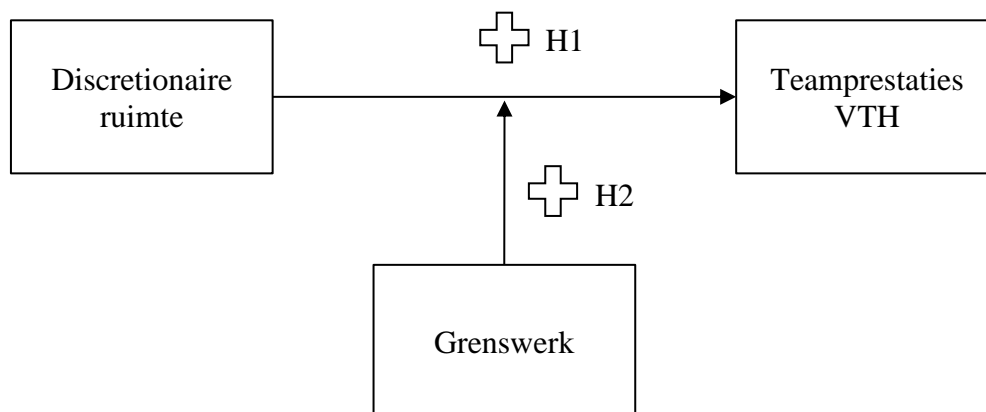 H1
Discretionaire
ruimte
Teamprestaties
VTH
H2
Grenswerk